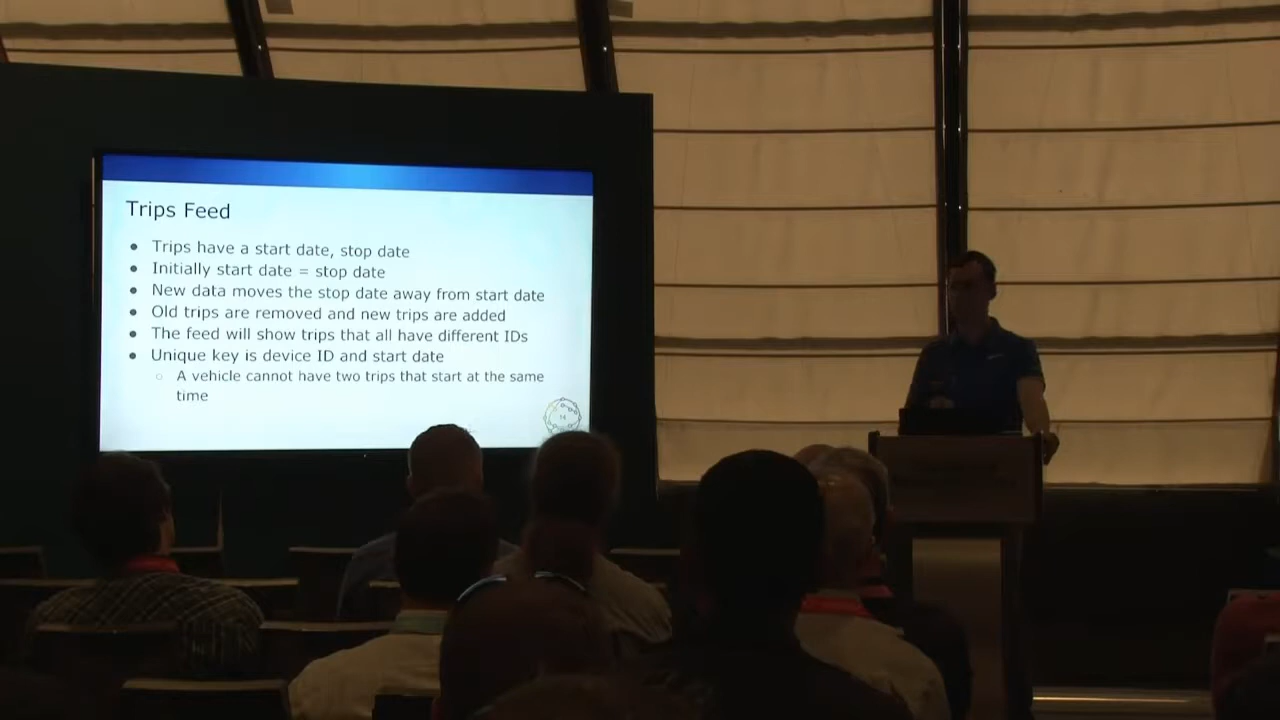 Trips Feed
● Trips have a start date, stop date
● Initially start date = stop date
● New data moves the stop date away from start date
● Old trips are removed and new trips are added
● The feed will show trips that all have different IDs
● Unique key is device ID and start date
○ A vehicle cannot have two trips that start at the same
time
14